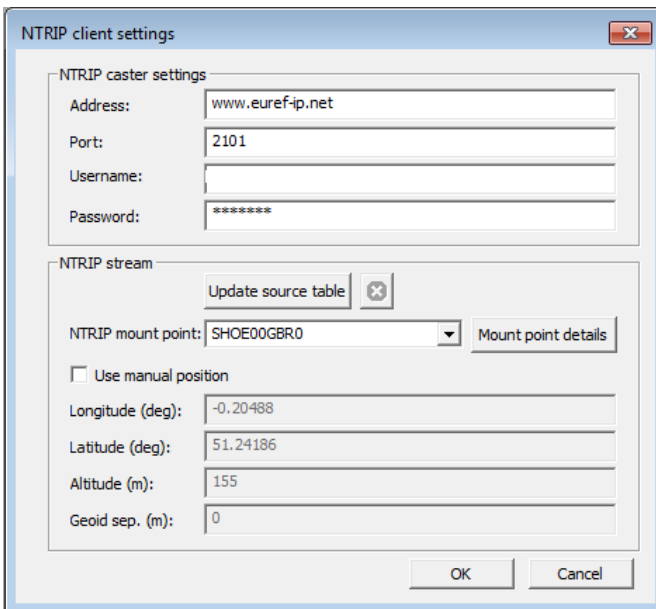 NTRIP client settings
NTRIP caster settings
Address: www.euref-ip.net
Port: 2101
Username:
Password: *******
NTRIP stream
Update source table
NTRIP mount point: SHOE00GBR0 Mount point details
Use manual position
Longitude (deg): -0.20488
Latitude (deg): 51.24186
Altitude (m): 155
Geoid sep. (m): 0
OK Cancel